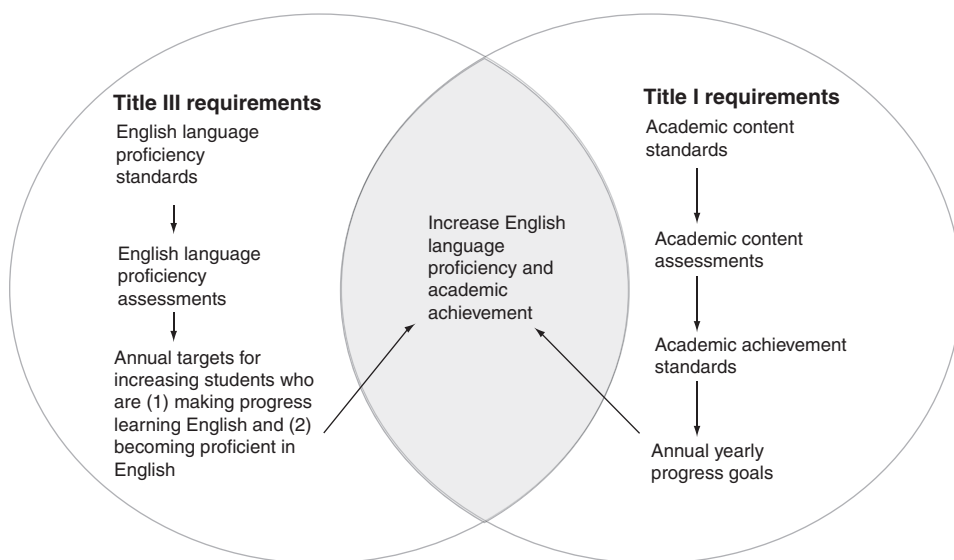 Title III requirements
English language
proficiency
standards
English language
proficiency
assessments
Annual targets for
increasing students who
are (1) making progress
learning English and (2)
becoming proficient in
English
Increase English
language
proficiency and
academic
achievement
Title I requirements
Academic content
standards
Academic content
assessments
Academic achievement
standards
Annual yearly
progress goals